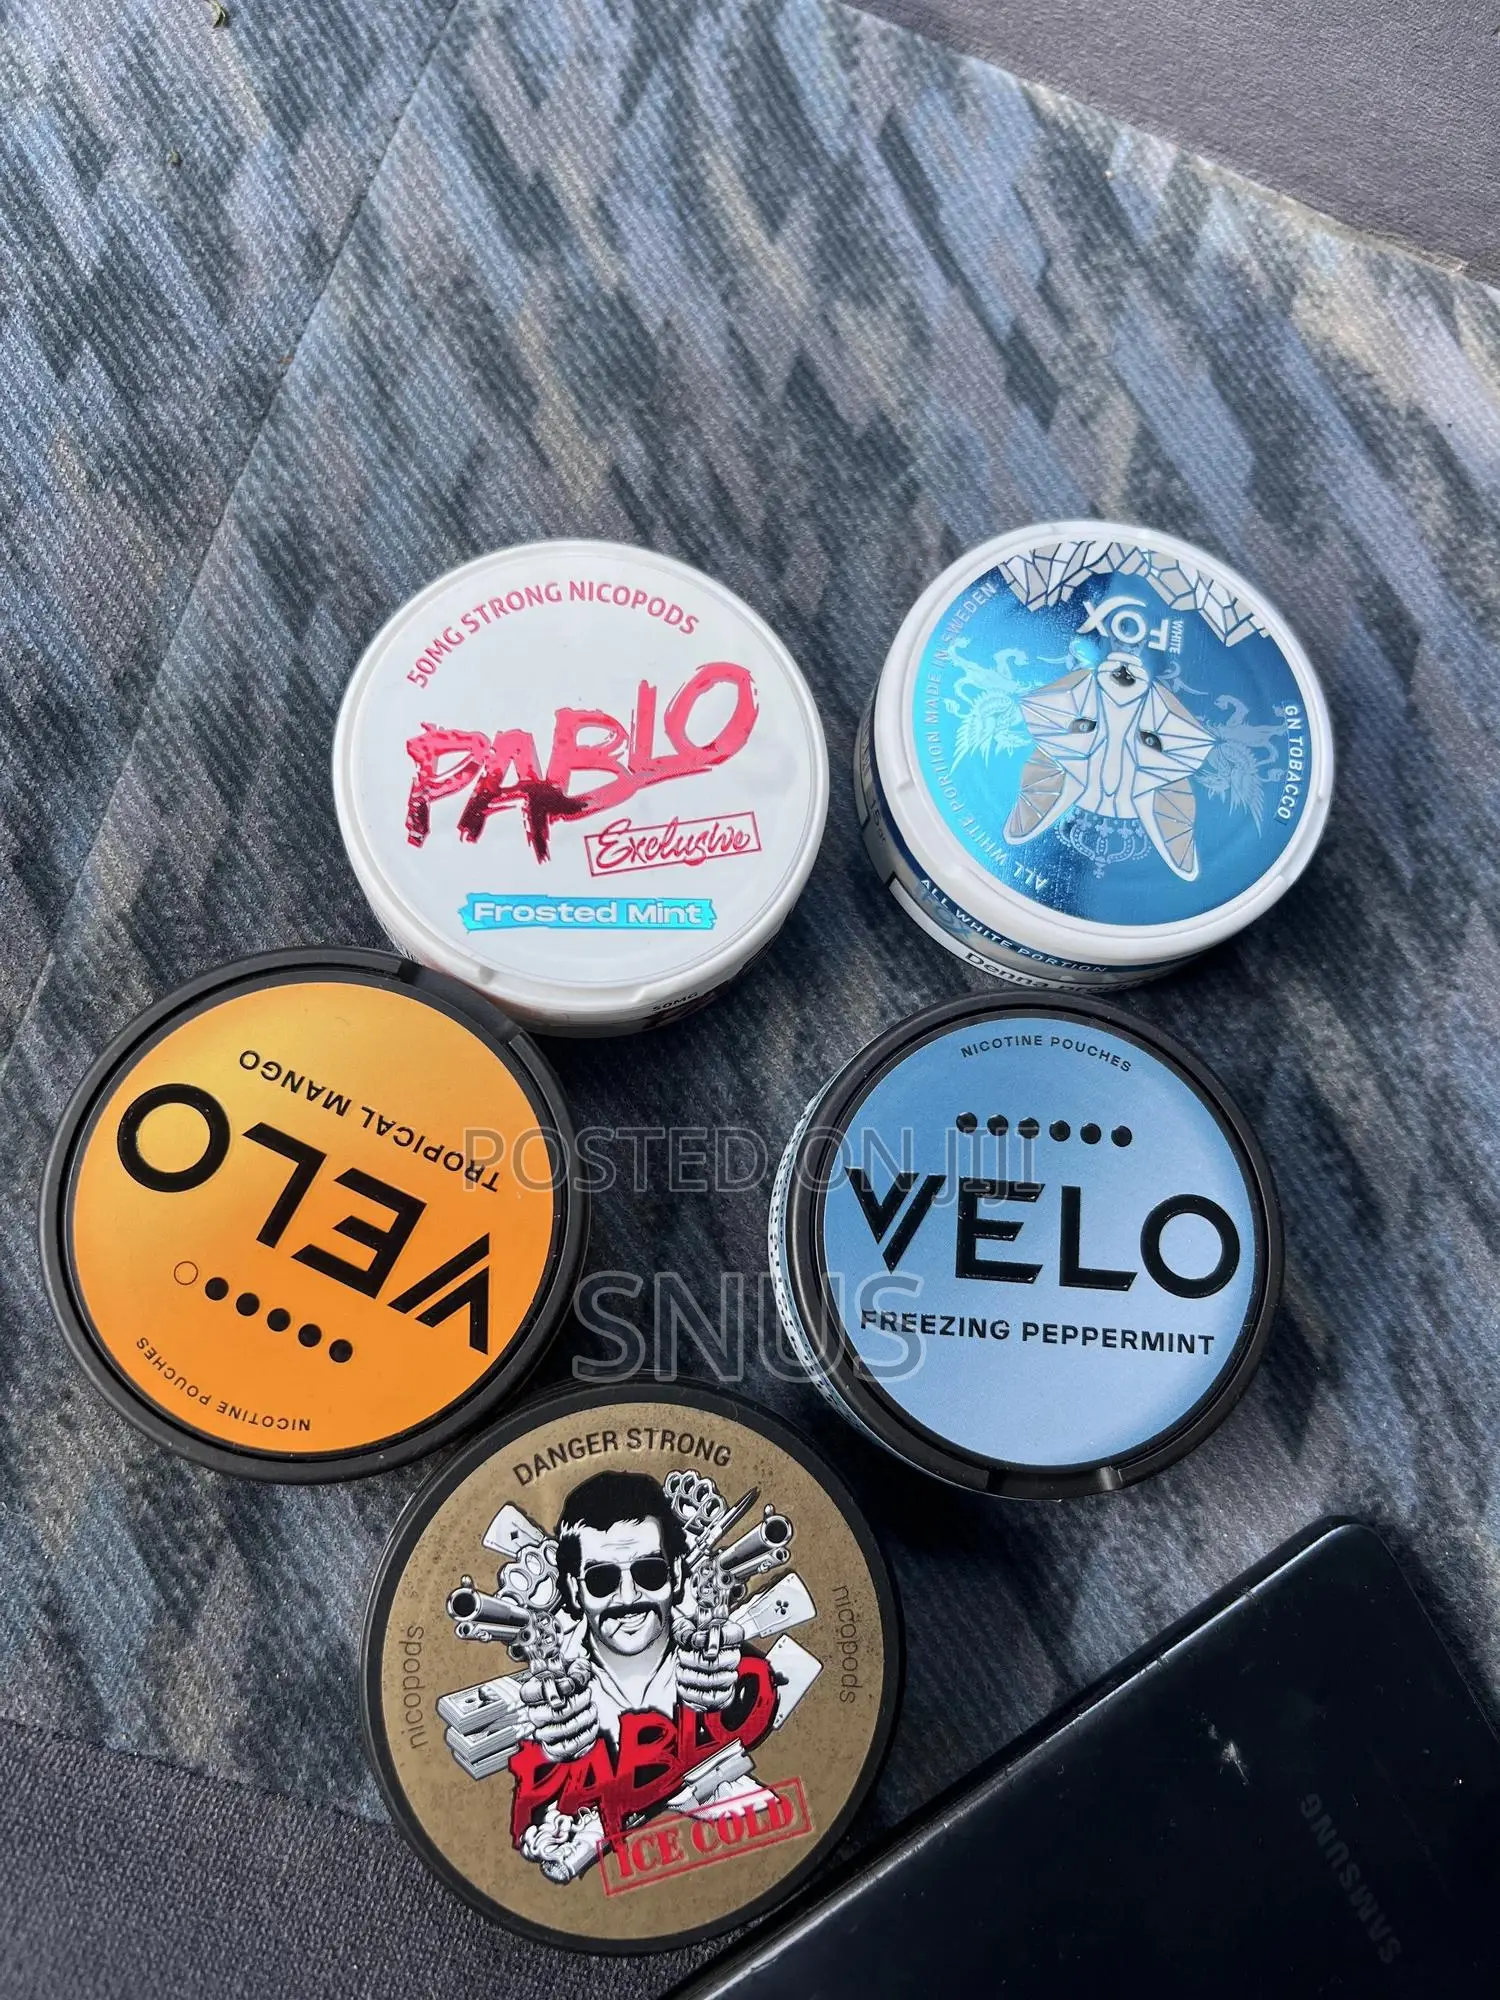 50MG STRONG NICOPODS
PABLO
Exclusive
Frosted Mint
50MG
WHITE
FOX
GN TOBACCO
ALL WHITE PORTION MADE IN SWEDEN
ALL WHITE PORTION
Denna
VELO
TROPICAL MANGO
NICOTINE POUCHES
NICOTINE POUCHES
VELO
FREEZING PEPPERMINT
POSTED ON JIJI
SNUS
DANGER STRONG
nicopods
nicopods
PABLO
ICE COLD
SAMSUNG